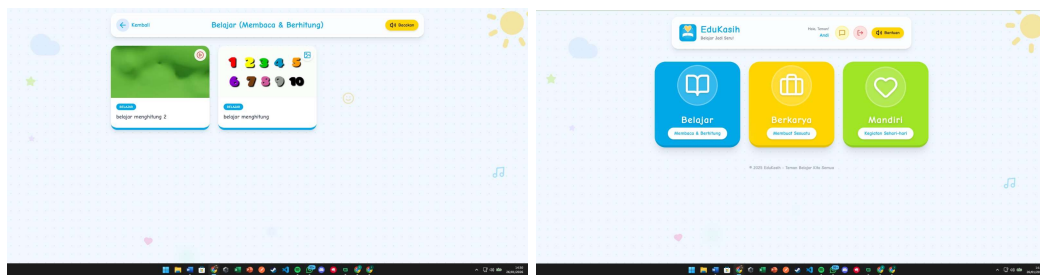 Kembali
Belajar (Membaca & Berhitung)
Bacakan
1 2 3 4 5
6 7 8 9 10
BELAJAR
belajar menghitung 2
BELAJAR
belajar menghitung
EduKasih
Belajar Jadi Seru!
Halo, Teman!
Andi
Bantuan
Belajar
Membaca & Berhitung
Berkarya
Membuat Sesuatu
Mandiri
Kegiatan Sehari-hari
© 2025 EduKasih - Teman Belajar Kita Semua